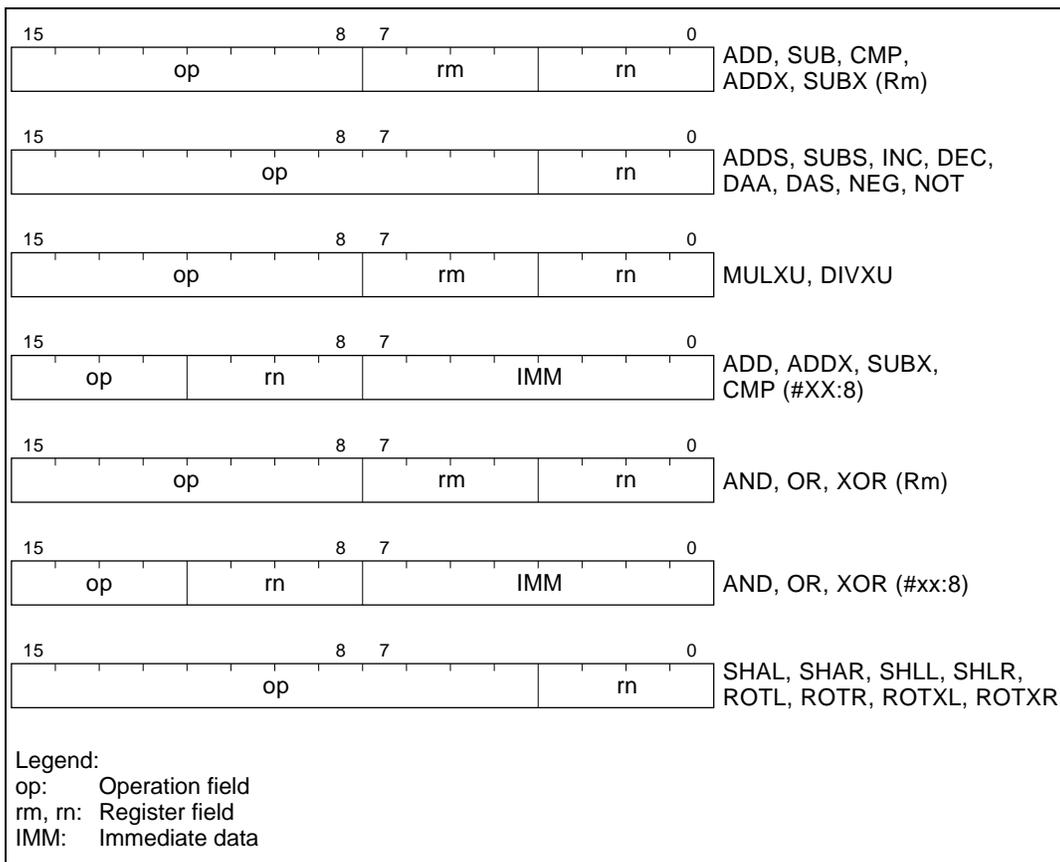 15 8 7 0
op rm rn
ADD, SUB, CMP,
ADDX, SUBX (Rm)
15 8 7 0
op rn
ADDS, SUBS, INC, DEC,
DAA, DAS, NEG, NOT
15 8 7 0
op rm rn
MULXU, DIVXU
15 8 7 0
op rn IMM
ADD, ADDX, SUBX,
CMP (#XX:8)
15 8 7 0
op rm rn
AND, OR, XOR (Rm)
15 8 7 0
op rn IMM
AND, OR, XOR (#xx:8)
15 8 7 0
op rn
SHAL, SHAR, SHLL, SHLR,
ROTL, ROTR, ROTXL, ROTXR
Legend:
op: Operation field
rm, rn: Register field
IMM: Immediate data